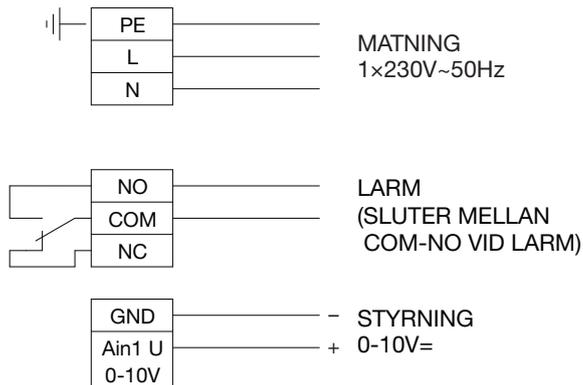 PE
L
N
MATNING
1×230V~50Hz
NO
COM
NC
LARM
(SLUTER MELLAN
COM-NO VID LARM)
GND
Ain1 U
0-10V
− STYRNING
+ 0-10V=